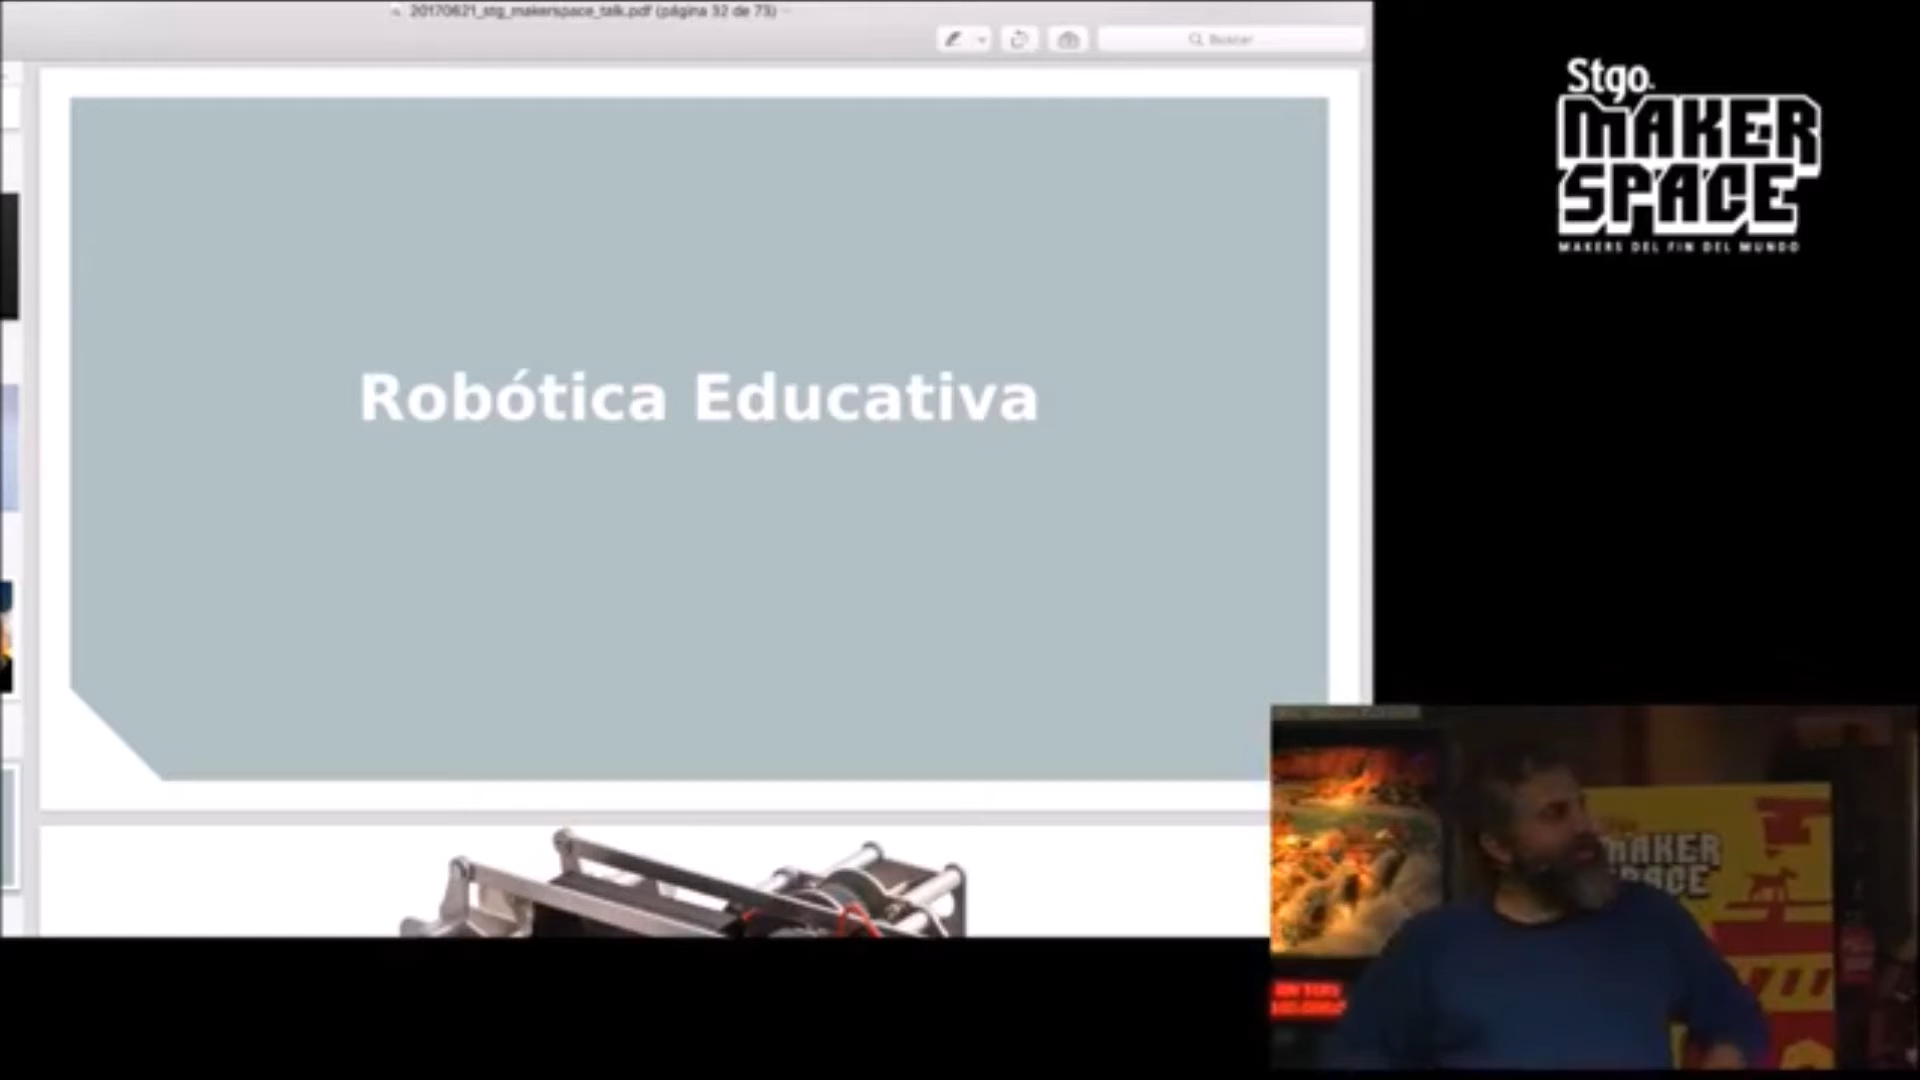 20170621_stg_makerspace_talk.pdf (página 32 de 73)
Buscar
Stgo.
MAKER
SPACE
MAKERS DEL FIN DEL MUNDO
Robótica Educativa
MAKER
SPACE